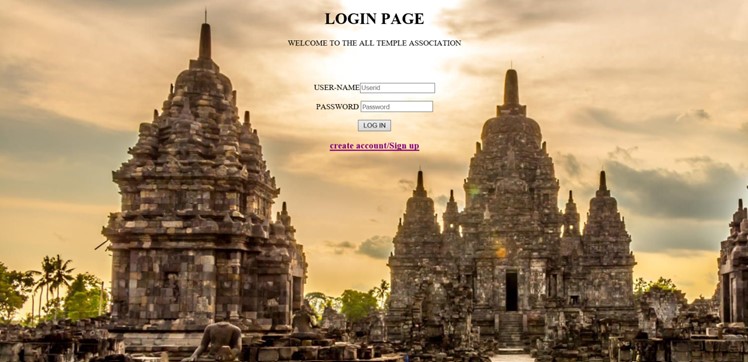 LOGIN PAGE
WELCOME TO THE ALL TEMPLE ASSOCIATION
USER-NAME Userid
PASSWORD Password
LOG IN
create account/Sign up